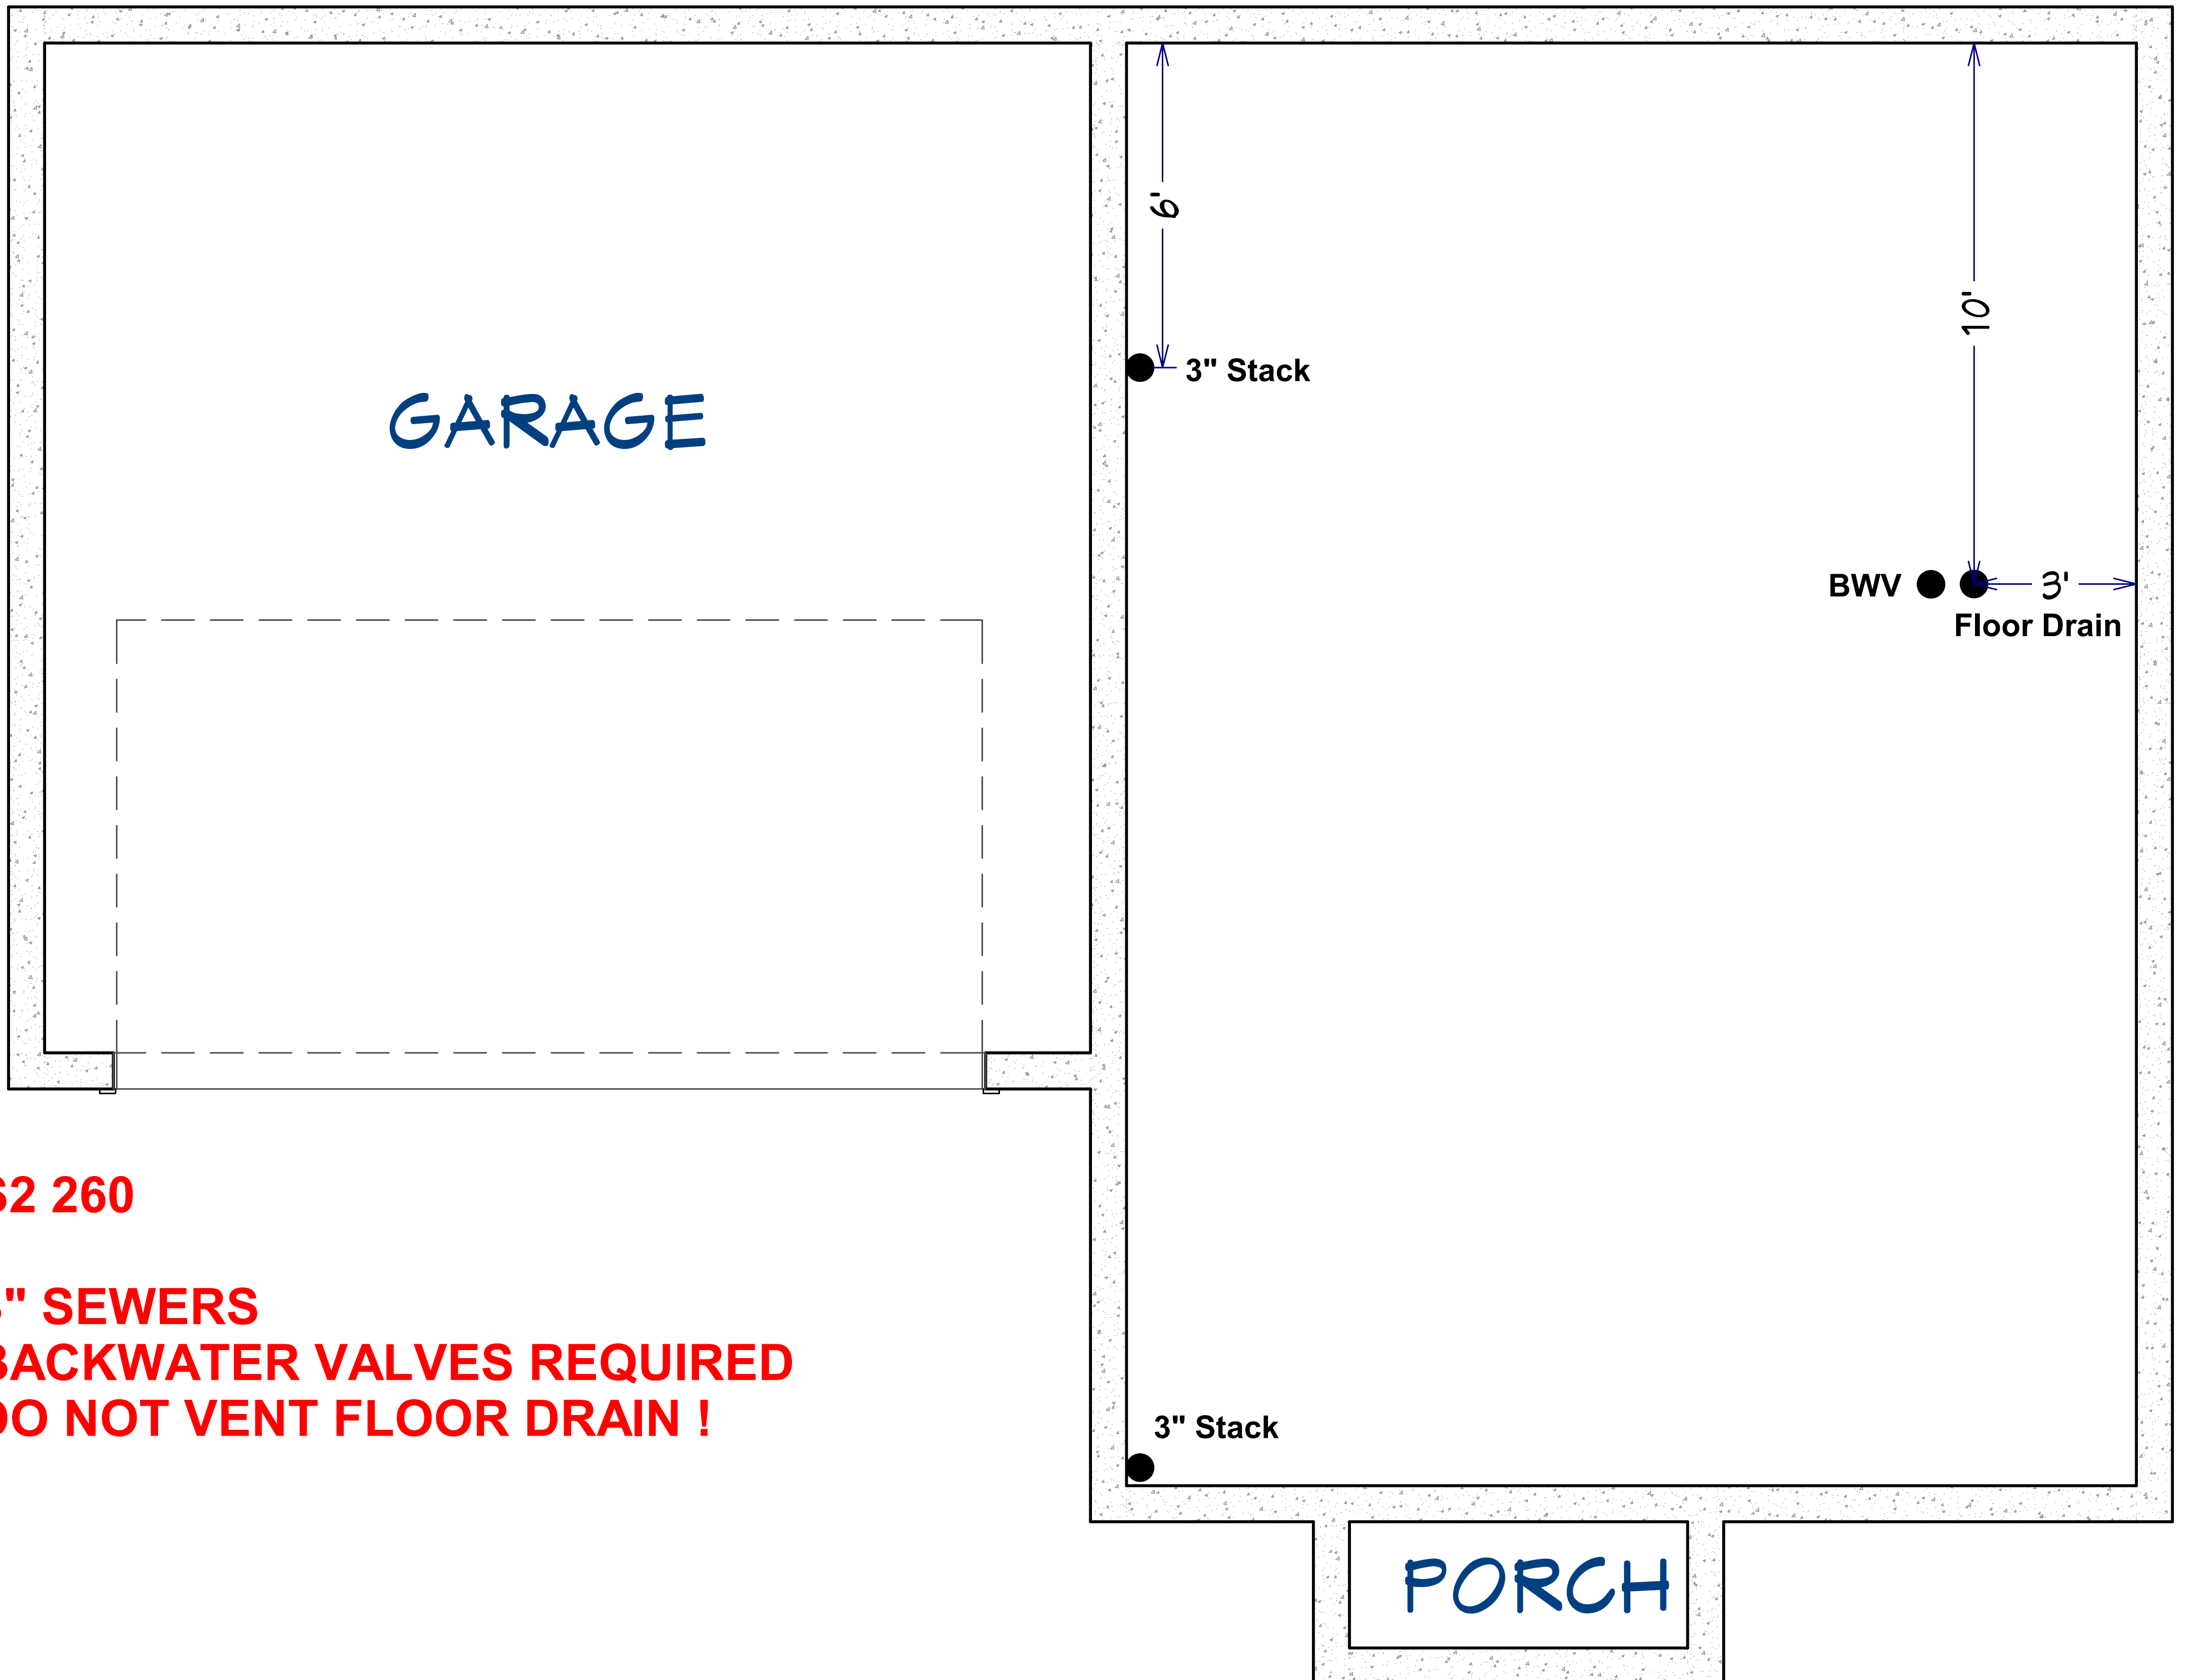 6'
10'
3" Stack
GARAGE
BWV
3'
Floor Drain
260
SEWERS
BACKWATER VALVES REQUIRED
DO NOT VENT FLOOR DRAIN !
3" Stack
PORCH